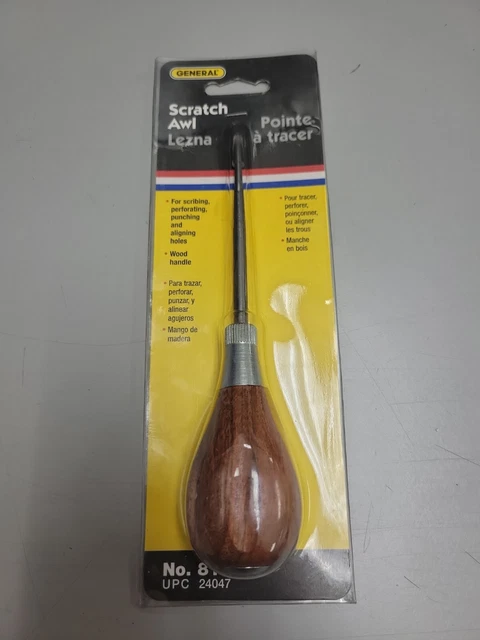 GENERAL
Scratch
Awl
Lezna
Pointe
à tracer
• For scribing,
perforating,
punching
and
aligning
holes
• Wood
handle
• Para trazar,
perforar,
punzar, y
alinear
agujeros
• Mango de
madera
• Pour tracer,
perforer,
poinçonner,
ou aligner
les trous
• Manche
en bois
No.
UPC 24047